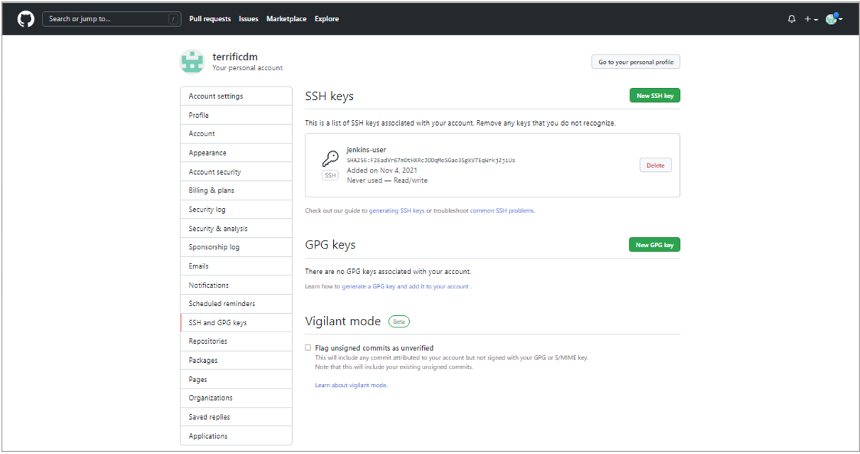 Search or jump to...
/
Pull requests Issues Marketplace Explore
terrificdm
Your personal account
Go to your personal profile
Account settings
Profile
Account
Appearance
Account security
Billing & plans
Security log
Security & analysis
Sponsorship log
Emails
Notifications
Scheduled reminders
SSH and GPG keys
Repositories
Packages
Pages
Organizations
Saved replies
Applications
SSH keys
New SSH key
This is a list of SSH keys associated with your account. Remove any keys that you do not recognize.
jenkins-user
SSH
Added on Nov 4, 2021
Never used — Read/write
Delete
Check out our guide to generating SSH keys or troubleshoot common SSH problems.
GPG keys
New GPG key
There are no GPG keys associated with your account.
Learn how to generate a GPG key and add it to your account .
Vigilant mode Beta
Flag unsigned commits as unverified
This will include any commit attributed to your account but not signed with your GPG or S/MIME key.
Note that this will include your existing unsigned commits.
Learn about vigilant mode.